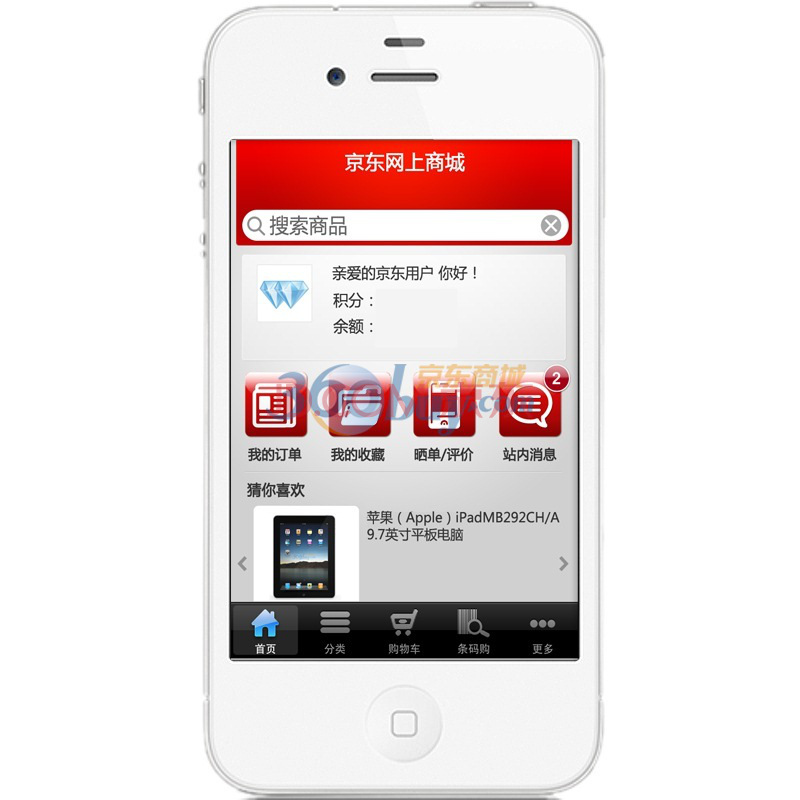 京东网上商城
搜索商品
亲爱的京东用户 你好！
积分：
余额：
京东商城
360buy.com
2
我的订单
我的收藏
晒单/评价
站内消息
猜你喜欢
苹果（Apple）iPadMB292CH/A
9.7英寸平板电脑
首页
分类
购物车
条码购
更多